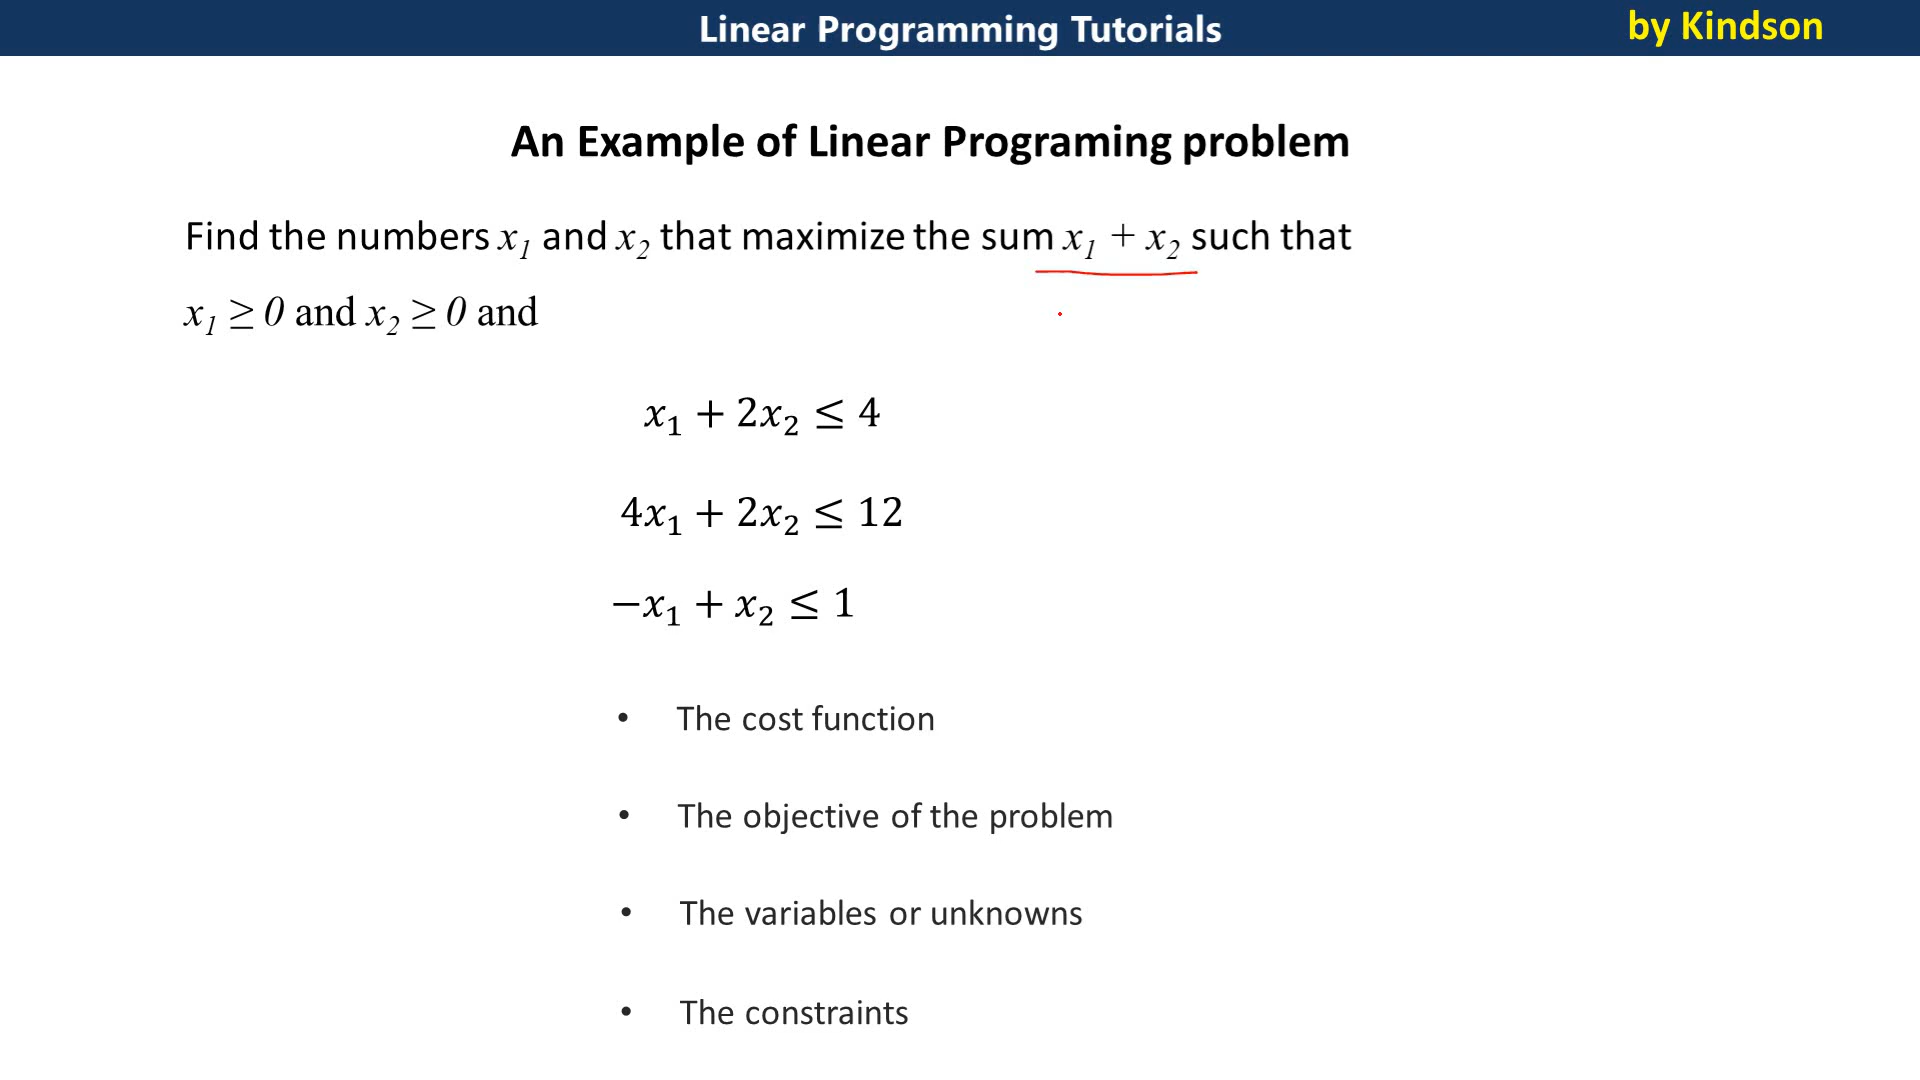 Linear Programming Tutorials
by Kindson
An Example of Linear Programing problem
Find the numbers x₁ and x₂ that maximize the sum x₁ + x₂ such that
x₁ ≥ 0 and x₂ ≥ 0 and
x₁ + 2x₂ ≤ 4
4x₁ + 2x₂ ≤ 12
−x₁ + x₂ ≤ 1
• The cost function
• The objective of the problem
• The variables or unknowns
• The constraints